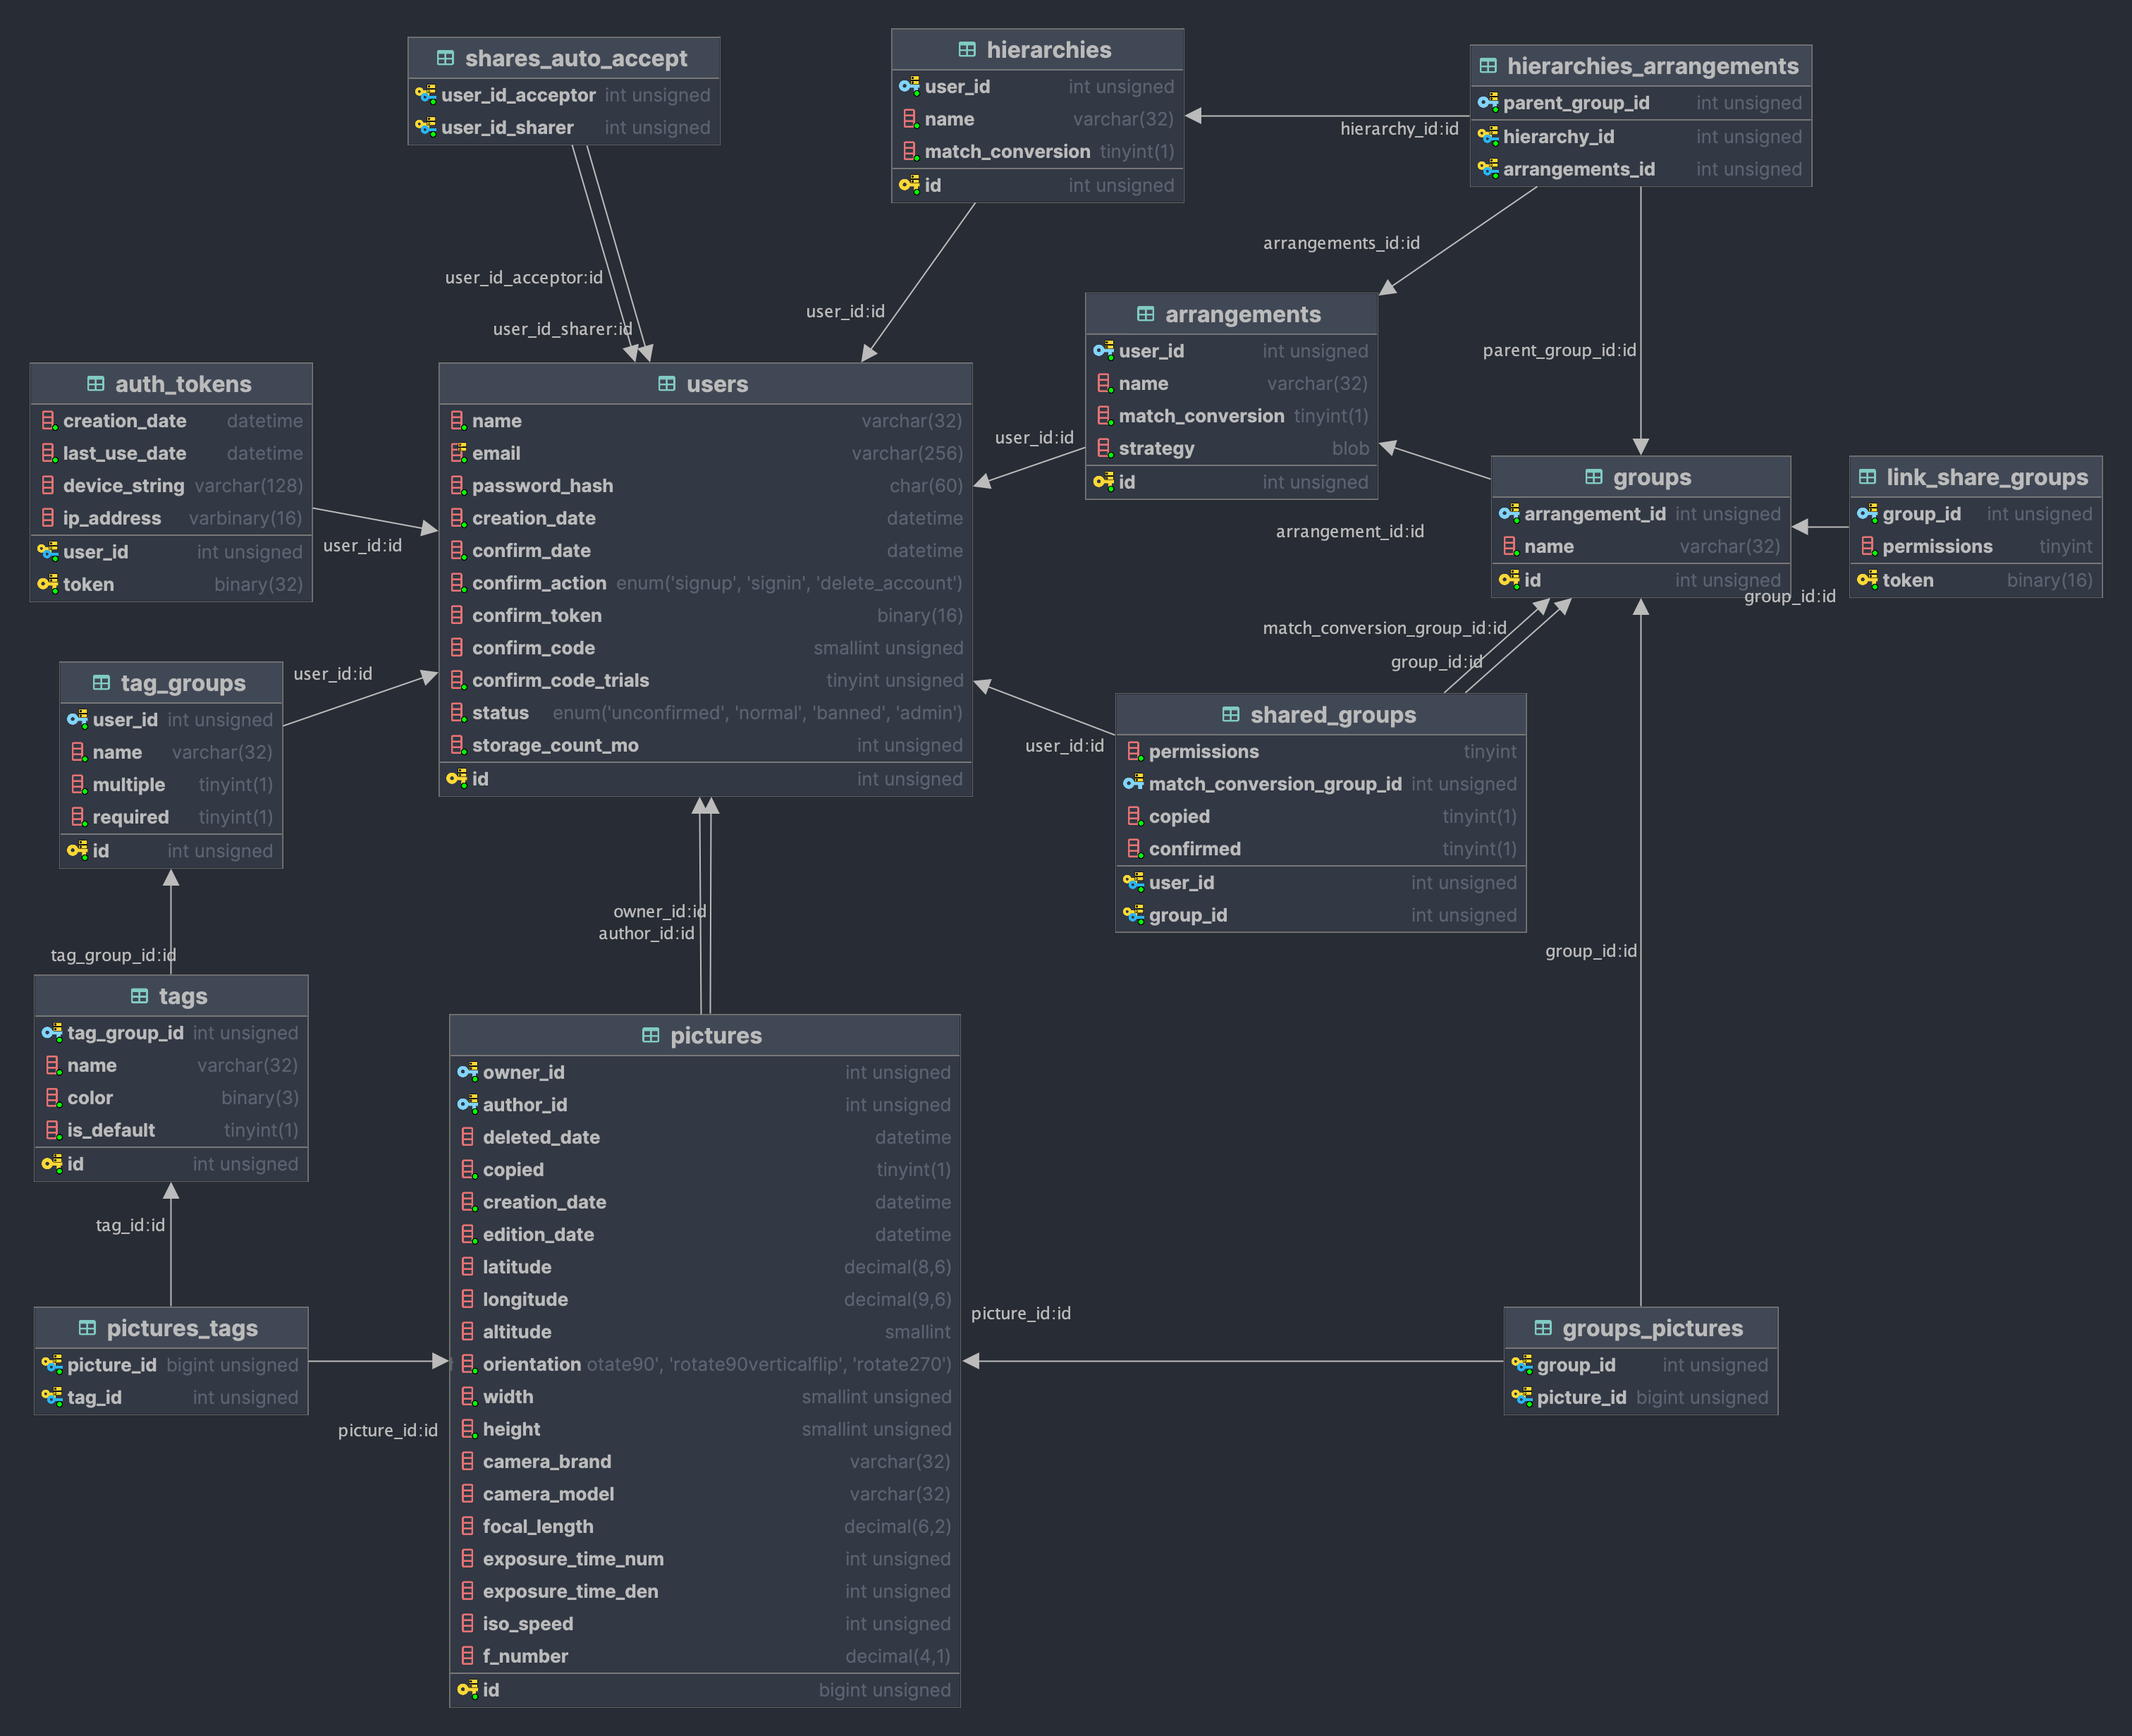 shares_auto_accept
user_id_acceptor int unsigned
user_id_sharer int unsigned
hierarchies
user_id int unsigned
name varchar(32)
match_conversion tinyint(1)
id int unsigned
hierarchies_arrangements
parent_group_id int unsigned
hierarchy_id int unsigned
arrangements_id int unsigned
hierarchy_id:id
arrangements_id:id
user_id_acceptor:id
user_id_sharer:id
user_id:id
parent_group_id:id
arrangements
user_id int unsigned
name varchar(32)
match_conversion tinyint(1)
strategy blob
id int unsigned
auth_tokens
creation_date datetime
last_use_date datetime
device_string varchar(128)
ip_address varbinary(16)
user_id int unsigned
token binary(32)
user_id:id
users
name varchar(32)
email varchar(256)
password_hash char(60)
creation_date datetime
confirm_date datetime
confirm_action enum('signup', 'signin', 'delete_account')
confirm_token binary(16)
confirm_code smallint unsigned
confirm_code_trials tinyint unsigned
status enum('unconfirmed', 'normal', 'banned', 'admin')
storage_count_mo int unsigned
id int unsigned
user_id:id
arrangement_id:id
groups
arrangement_id int unsigned
name varchar(32)
id int unsigned
link_share_groups
group_id int unsigned
permissions tinyint
token binary(16)
group_id:id
match_conversion_group_id:id
group_id:id
tag_groups
user_id int unsigned
name varchar(32)
multiple tinyint(1)
required tinyint(1)
id int unsigned
user_id:id
shared_groups
permissions tinyint
match_conversion_group_id int unsigned
copied tinyint(1)
confirmed tinyint(1)
user_id int unsigned
group_id int unsigned
user_id:id
owner_id:id
author_id:id
tag_group_id:id
group_id:id
tags
tag_group_id int unsigned
name varchar(32)
color binary(3)
is_default tinyint(1)
id int unsigned
tag_id:id
pictures
owner_id int unsigned
author_id int unsigned
deleted_date datetime
copied tinyint(1)
creation_date datetime
edition_date datetime
latitude decimal(8,6)
longitude decimal(9,6)
altitude smallint
orientation otate90', 'rotate90verticalflip', 'rotate270')
width smallint unsigned
height smallint unsigned
camera_brand varchar(32)
camera_model varchar(32)
focal_length decimal(6,2)
exposure_time_num int unsigned
exposure_time_den int unsigned
iso_speed int unsigned
f_number decimal(4,1)
id bigint unsigned
picture_id:id
pictures_tags
picture_id bigint unsigned
tag_id int unsigned
picture_id:id
groups_pictures
group_id int unsigned
picture_id bigint unsigned